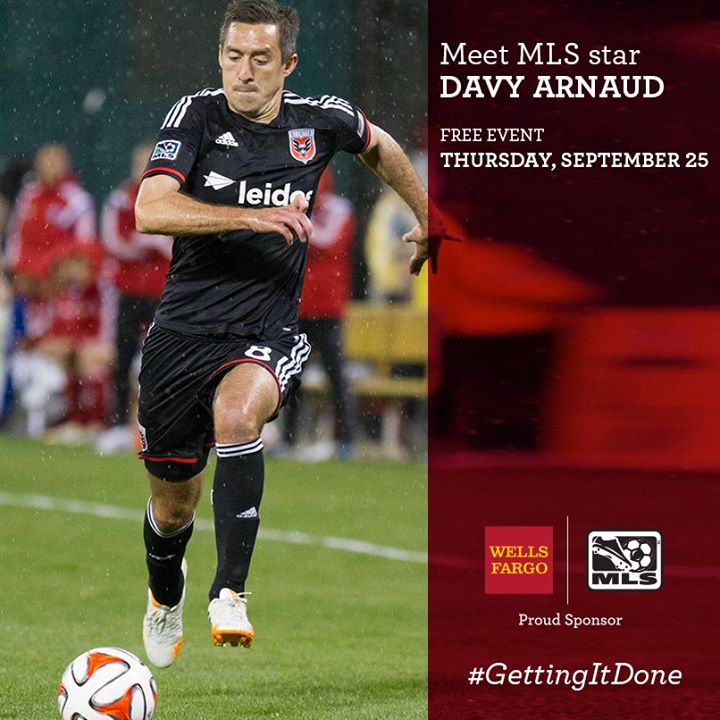 Meet MLS star
DAVY ARNAUD
FREE EVENT
THURSDAY, SEPTEMBER 25
MLS
adidas
leidos
8
WELLS
FARGO
MLS
Proud Sponsor
#GettingItDone